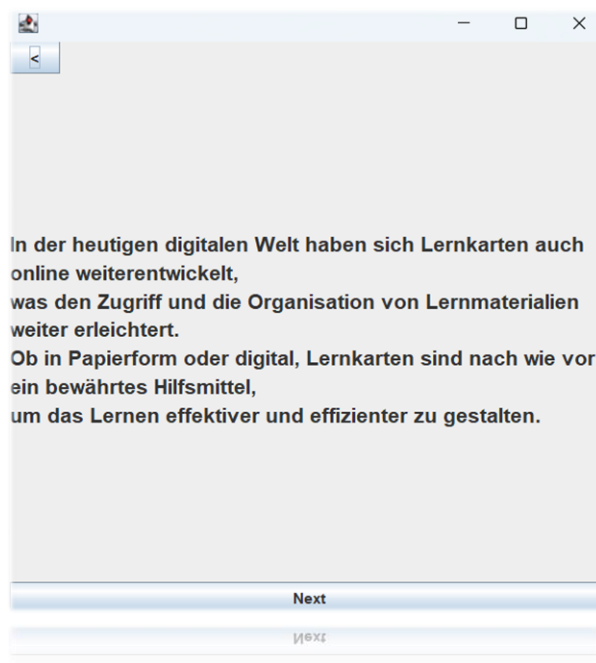 <
In der heutigen digitalen Welt haben sich Lernkarten auch
online weiterentwickelt,
was den Zugriff und die Organisation von Lernmaterialien
weiter erleichtert.
Ob in Papierform oder digital, Lernkarten sind nach wie vor
ein bewährtes Hilfsmittel,
um das Lernen effektiver und effizienter zu gestalten.
Next